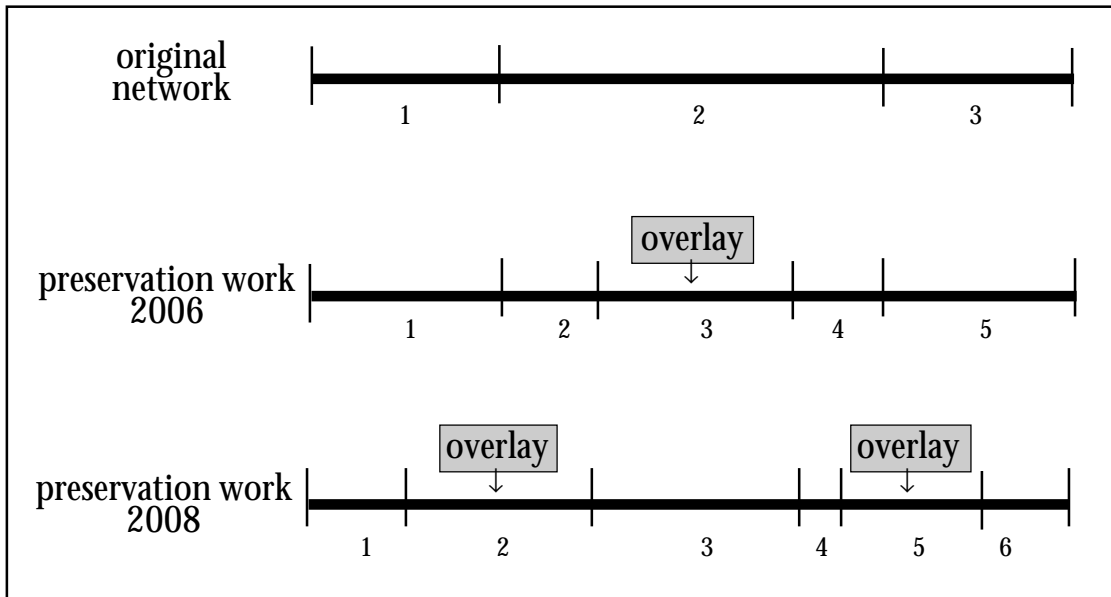 original
network
1 2 3
overlay
preservation work
2006
1 2 3 4 5
overlay overlay
preservation work
2008
1 2 3 4 5 6